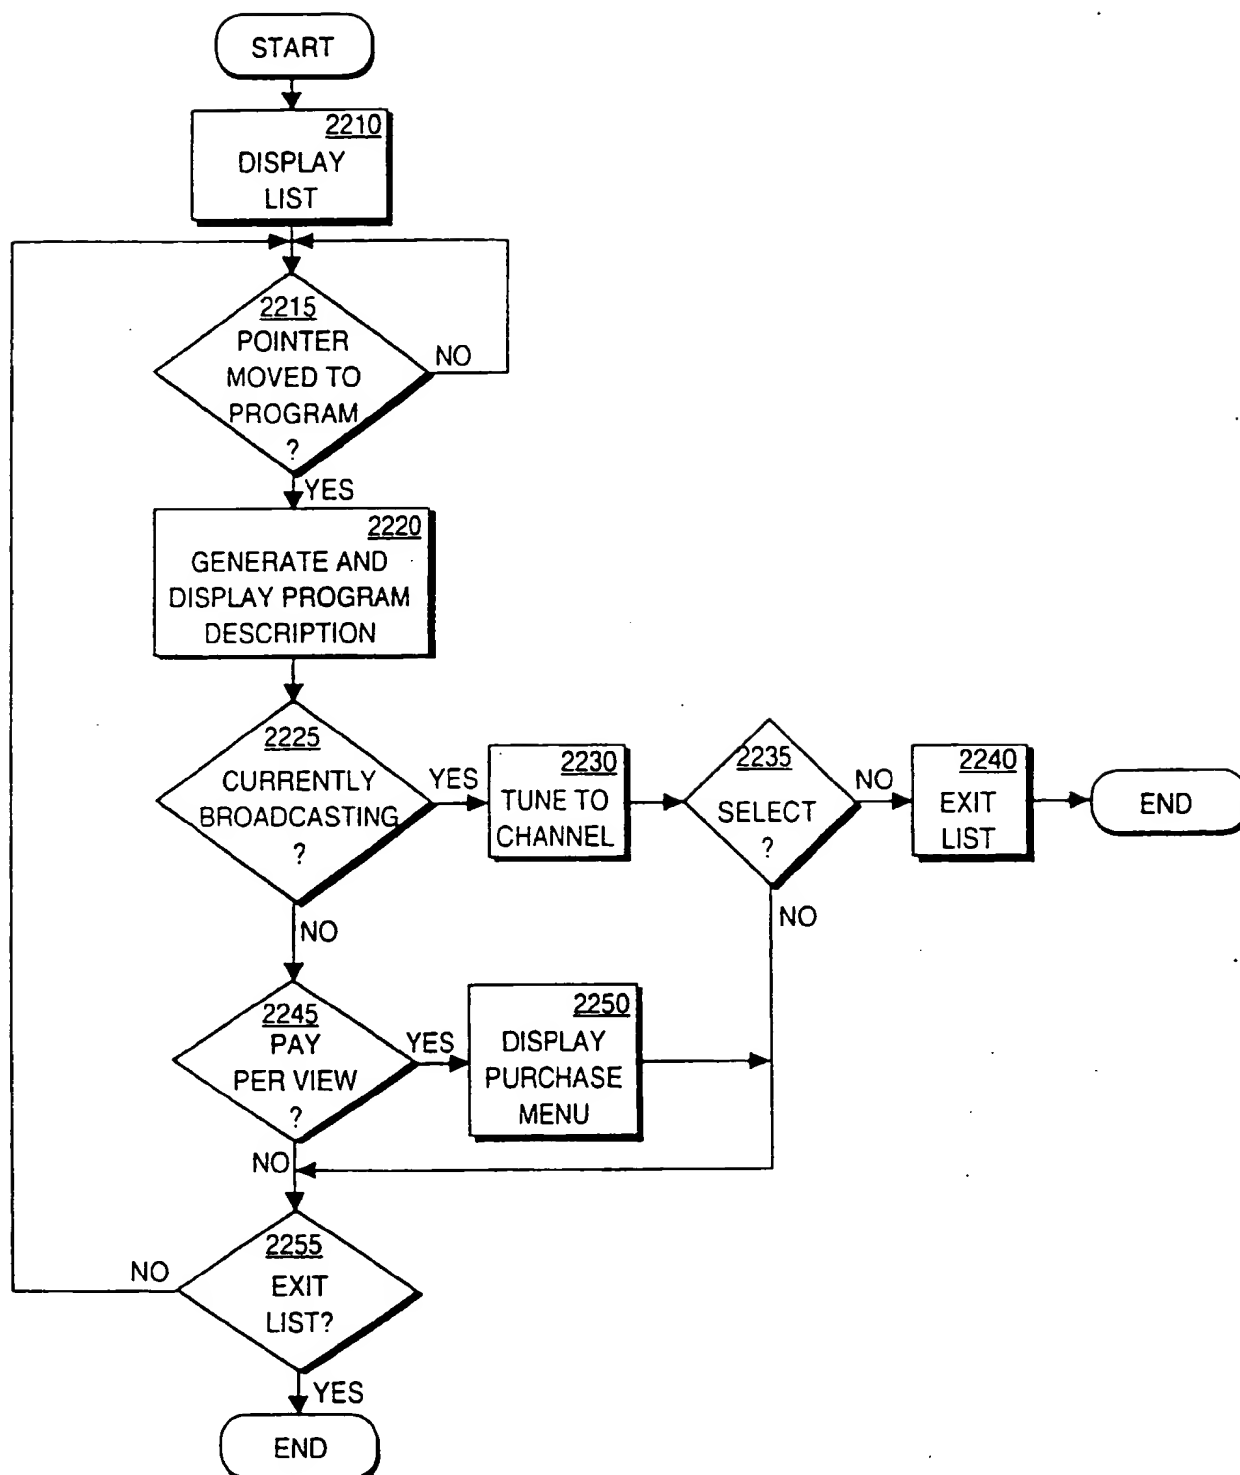 START
2210
DISPLAY
LIST
2215
POINTER
MOVED TO
PROGRAM
?
NO
YES
2220
GENERATE AND
DISPLAY PROGRAM
DESCRIPTION
2225
CURRENTLY
BROADCASTING
?
YES
2230
TUNE TO
CHANNEL
2235
SELECT
?
NO
2240
EXIT
LIST
END
NO
NO
2245
PAY
PER VIEW
?
YES
2250
DISPLAY
PURCHASE
MENU
NO
2255
EXIT
LIST?
NO
YES
END